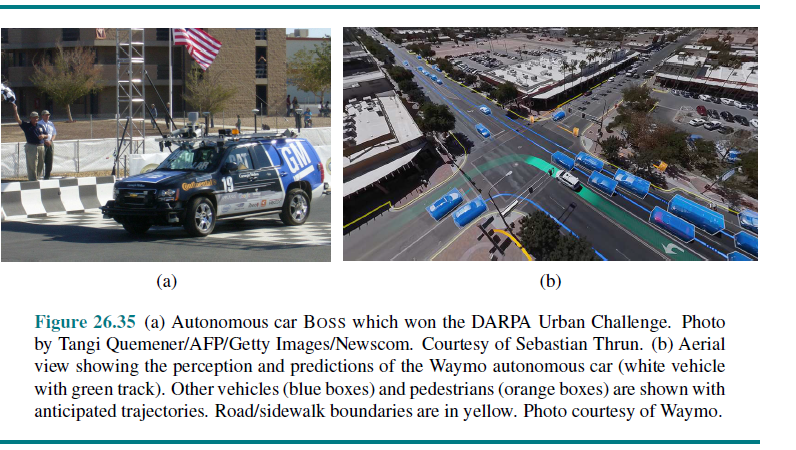 19
GM
(a)
(b)
Figure 26.35 (a) Autonomous car BOSS which won the DARPA Urban Challenge. Photo
by Tangi Quemener/AFP/Getty Images/Newscom. Courtesy of Sebastian Thrun. (b) Aerial
view showing the perception and predictions of the Waymo autonomous car (white vehicle
with green track). Other vehicles (blue boxes) and pedestrians (orange boxes) are shown with
anticipated trajectories. Road/sidewalk boundaries are in yellow. Photo courtesy of Waymo.